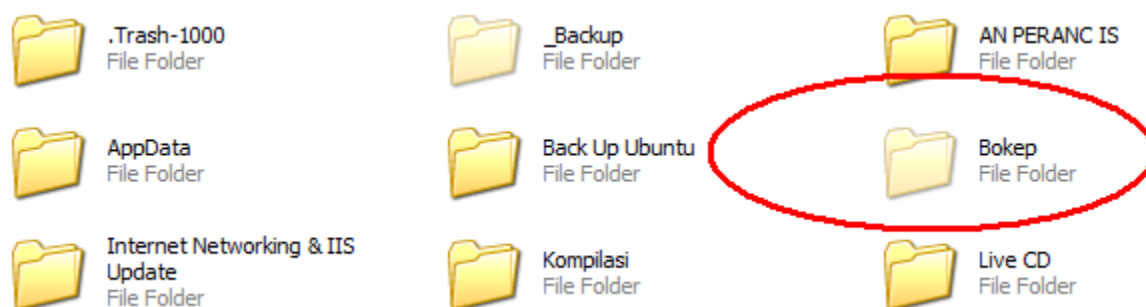 .Trash-1000
File Folder
_Backup
File Folder
AN PERANC IS
File Folder
AppData
File Folder
Back Up Ubuntu
File Folder
Bokep
File Folder
Internet Networking & IIS
Update
File Folder
Kompilasi
File Folder
Live CD
File Folder